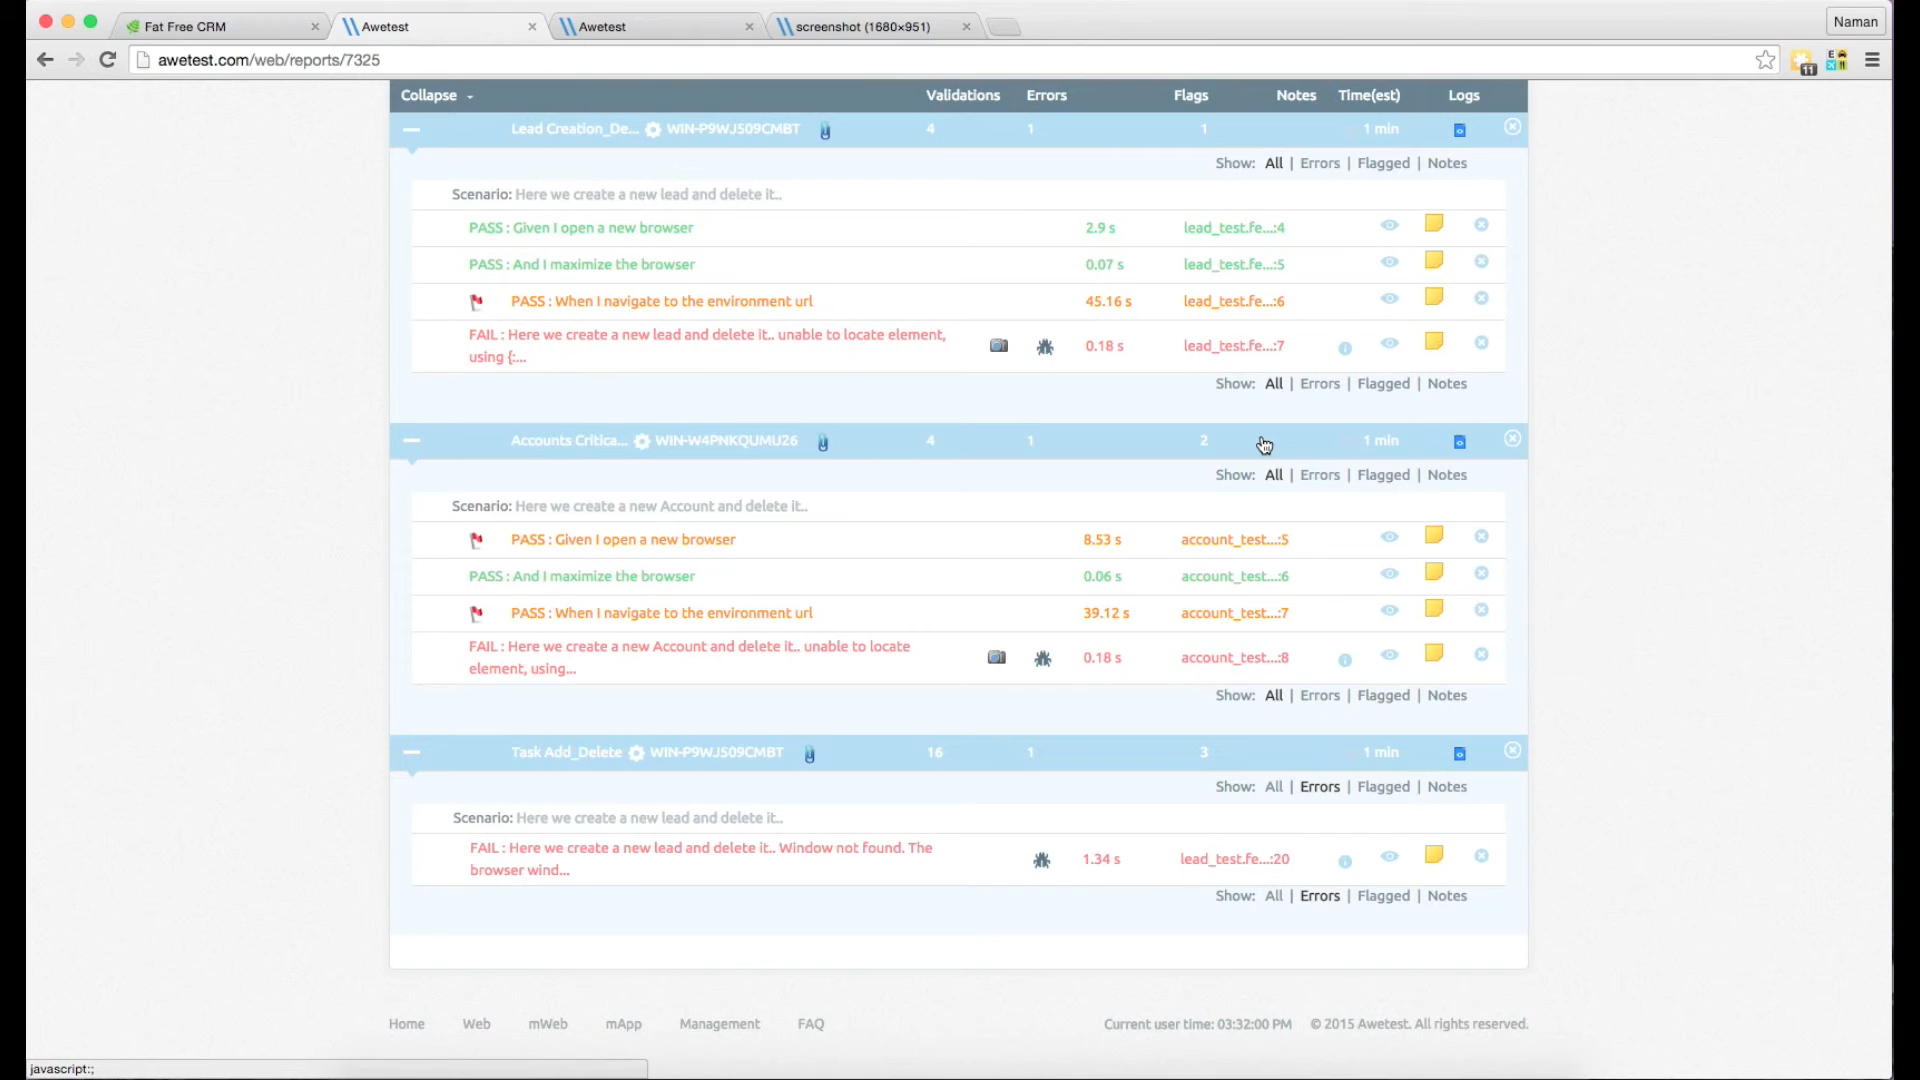 Fat Free CRM
Awetest
Awetest
screenshot (1680×951)
Naman
awetest.com/web/reports/7325
11
Collapse Validations Errors Flags Notes Time(est) Logs
Lead Creation_De... WIN-P9WJ509CMBT 4 1 1 1 min
Show: All | Errors | Flagged | Notes
Scenario: Here we create a new lead and delete it..
PASS : Given I open a new browser 2.9 s lead_test.fe...:4
PASS : And I maximize the browser 0.07 s lead_test.fe...:5
PASS : When I navigate to the environment url 45.16 s lead_test.fe...:6
FAIL : Here we create a new lead and delete it.. unable to locate element,
using {:... 0.18 s lead_test.fe...:7
Show: All | Errors | Flagged | Notes
Accounts Critica... WIN-W4PNKQUMU26 4 1 2 1 min
Show: All | Errors | Flagged | Notes
Scenario: Here we create a new Account and delete it..
PASS : Given I open a new browser 8.53 s account_test...:5
PASS : And I maximize the browser 0.06 s account_test...:6
PASS : When I navigate to the environment url 39.12 s account_test...:7
FAIL : Here we create a new Account and delete it.. unable to locate
element, using... 0.18 s account_test...:8
Show: All | Errors | Flagged | Notes
Task Add_Delete WIN-P9WJ509CMBT 16 1 3 1 min
Show: All | Errors | Flagged | Notes
Scenario: Here we create a new lead and delete it..
FAIL : Here we create a new lead and delete it.. Window not found. The
browser wind... 1.34 s lead_test.fe...:20
Show: All | Errors | Flagged | Notes
Home Web mWeb mApp Management FAQ Current user time: 03:32:00 PM © 2015 Awetest. All rights reserved.
javascript:;